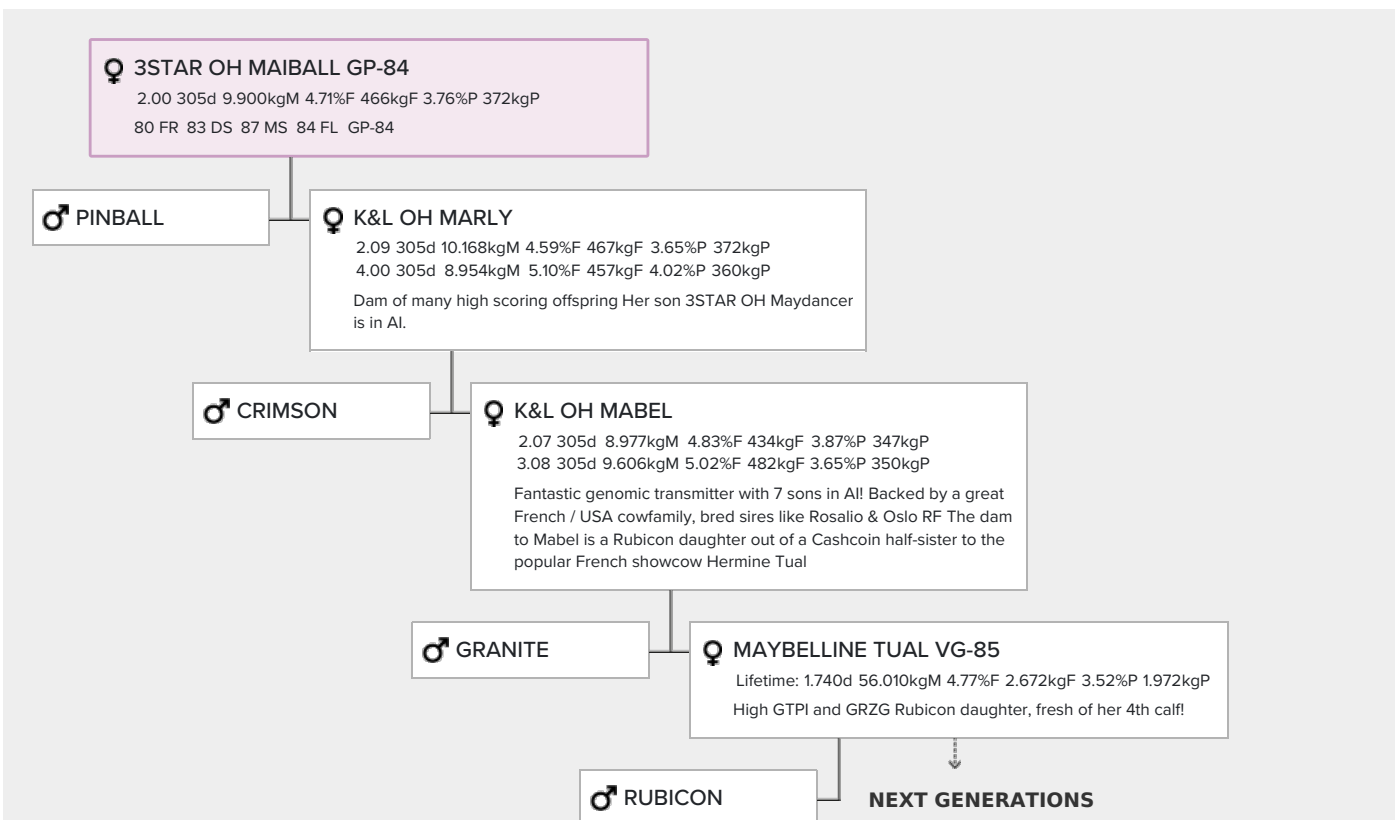 3STAR OH MAIBALL GP-84
2.00 305d 9.900kgM 4.71%F 466kgF 3.76%P 372kgP
80 FR 83 DS 87 MS 84 FL GP-84
PINBALL
K&L OH MARLY
2.09 305d 10.168kgM 4.59%F 467kgF 3.65%P 372kgP
4.00 305d 8.954kgM 5.10%F 457kgF 4.02%P 360kgP
Dam of many high scoring offspring Her son 3STAR OH Maydancer
is in AI.
CRIMSON
K&L OH MABEL
2.07 305d 8.977kgM 4.83%F 434kgF 3.87%P 347kgP
3.08 305d 9.606kgM 5.02%F 482kgF 3.65%P 350kgP
Fantastic genomic transmitter with 7 sons in AI! Backed by a great
French / USA cowfamily, bred sires like Rosalio & Oslo RF The dam
to Mabel is a Rubicon daughter out of a Cashcoin half-sister to the
popular French showcow Hermine Tual
GRANITE
MAYBELLINE TUAL VG-85
Lifetime: 1.740d 56.010kgM 4.77%F 2.672kgF 3.52%P 1.972kgP
High GTPI and GRZG Rubicon daughter, fresh of her 4th calf!
RUBICON
NEXT GENERATIONS